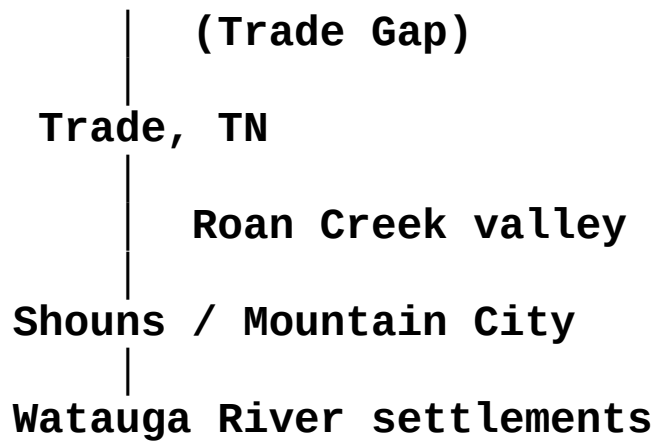 (Trade Gap)
Trade, TN
Roan Creek valley
Shouns / Mountain City
Watauga River settlements